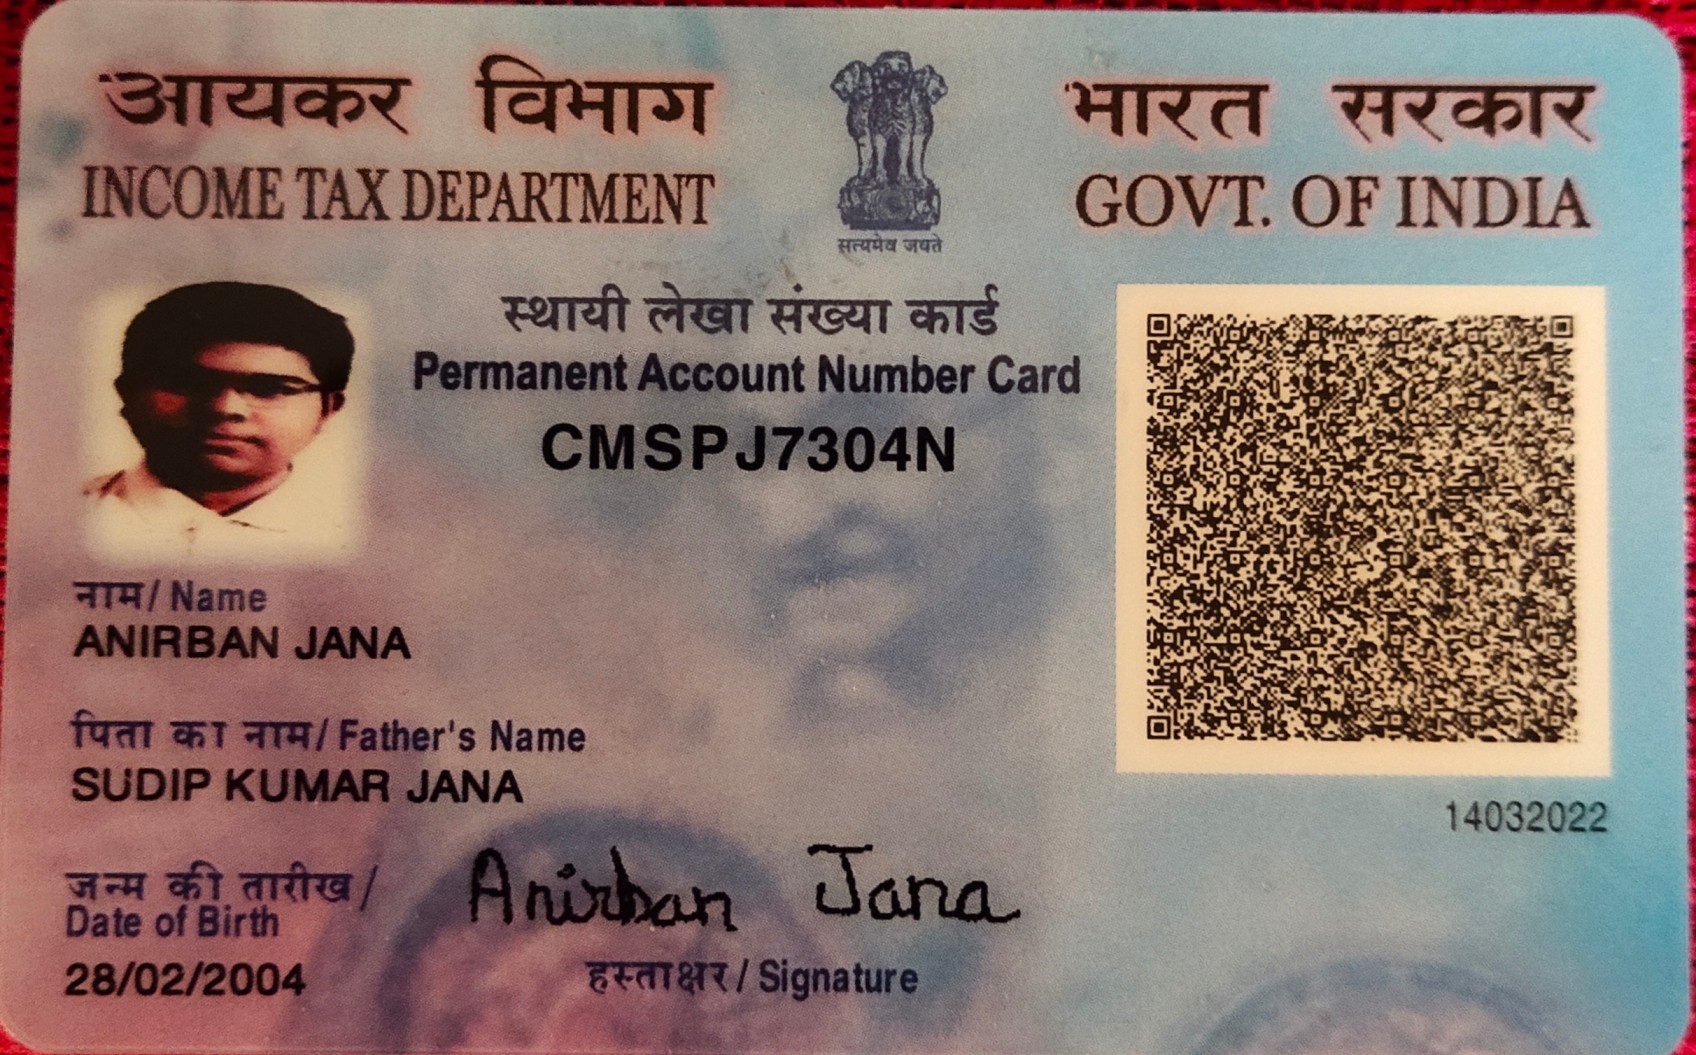 आयकर विभाग
INCOME TAX DEPARTMENT
सत्यमेव जयते
भारत सरकार
GOVT. OF INDIA
स्थायी लेखा संख्या कार्ड
Permanent Account Number Card
CMSPJ7304N
नाम/ Name
ANIRBAN JANA
पिता का नाम/ Father's Name
SUDIP KUMAR JANA
14032022
जन्म की तारीख/
Date of Birth
28/02/2004
Anirban Jana
हस्ताक्षर/ Signature